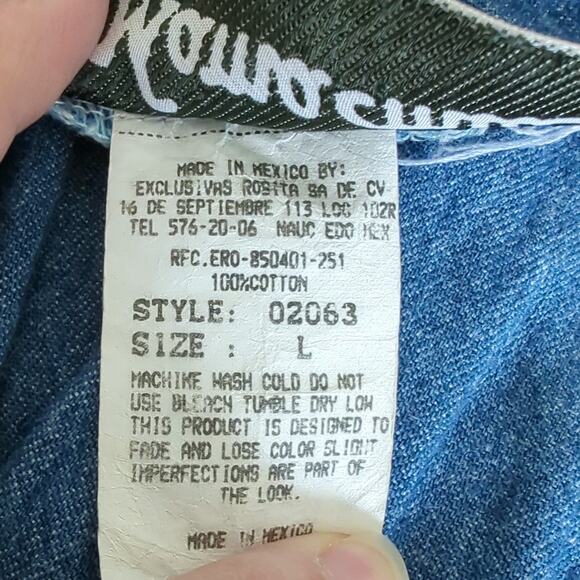 MADE IN MEXICO BY:
EXCLUSIVAS ROSITA SA DE CV
16 DE SEPTIEMBRE 113 LOC 102R
TEL 576-20-06 NAUC EDO MEX
RFC.ERO-850401-251
100%COTTON
STYLE: 02063
SIZE : L
MACHINE WASH COLD DO NOT
USE BLEACH TUMBLE DRY LOW
THIS PRODUCT IS DESIGNED TO
FADE AND LOSE COLOR SLIGHT
IMPERFECTIONS ARE PART OF
THE LOOK.
MADE IN MEXICO